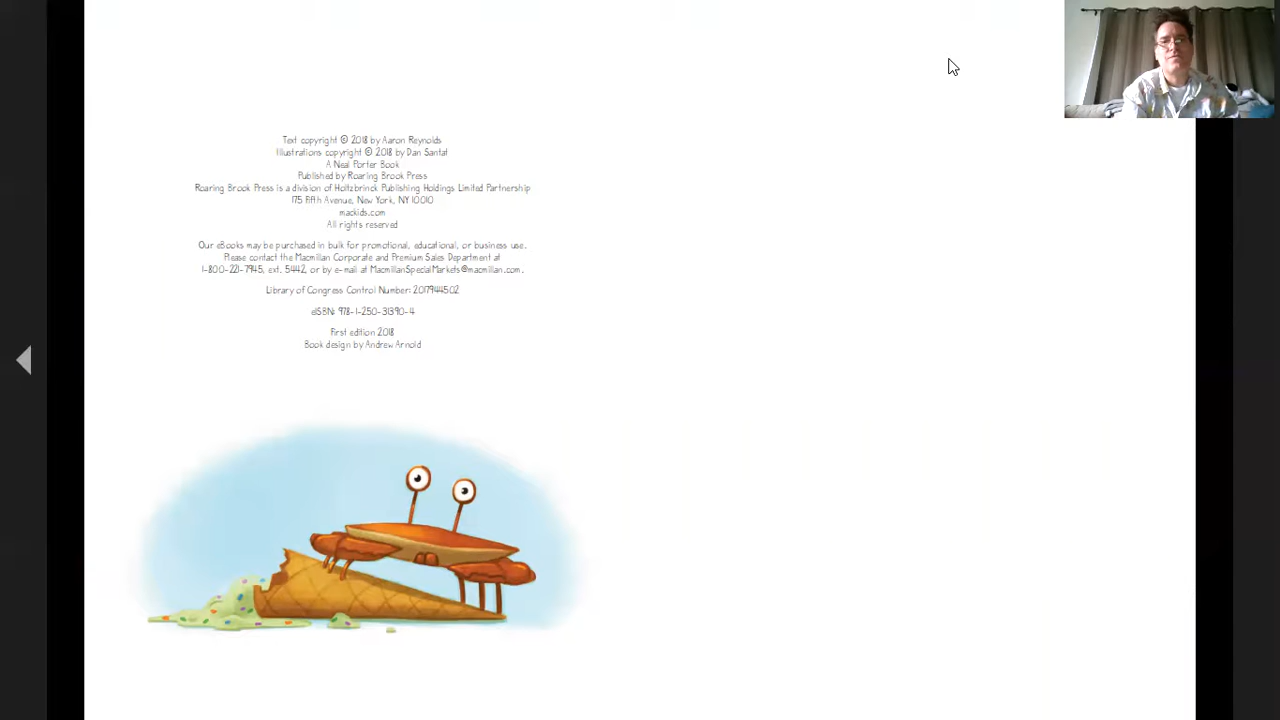 Text copyright © 2018 by Aaron Reynolds
Illustrations copyright © 2018 by Dan Santat
A Neal Porter Book
Published by Roaring Brook Press
Roaring Brook Press is a division of Holtzbrinck Publishing Holdings Limited Partnership
175 Fifth Avenue, New York, NY 10010
mackids.com
All rights reserved
Our eBooks may be purchased in bulk for promotional, educational, or business use.
Please contact the Macmillan Corporate and Premium Sales Department at
1-800-221-7945, ext. 5442, or by e-mail at MacmillanSpecialMarkets@macmillan.com.
Library of Congress Control Number: 2017944502
eISBN: 978-1-250-31390-4
First edition 2018
Book design by Andrew Arnold